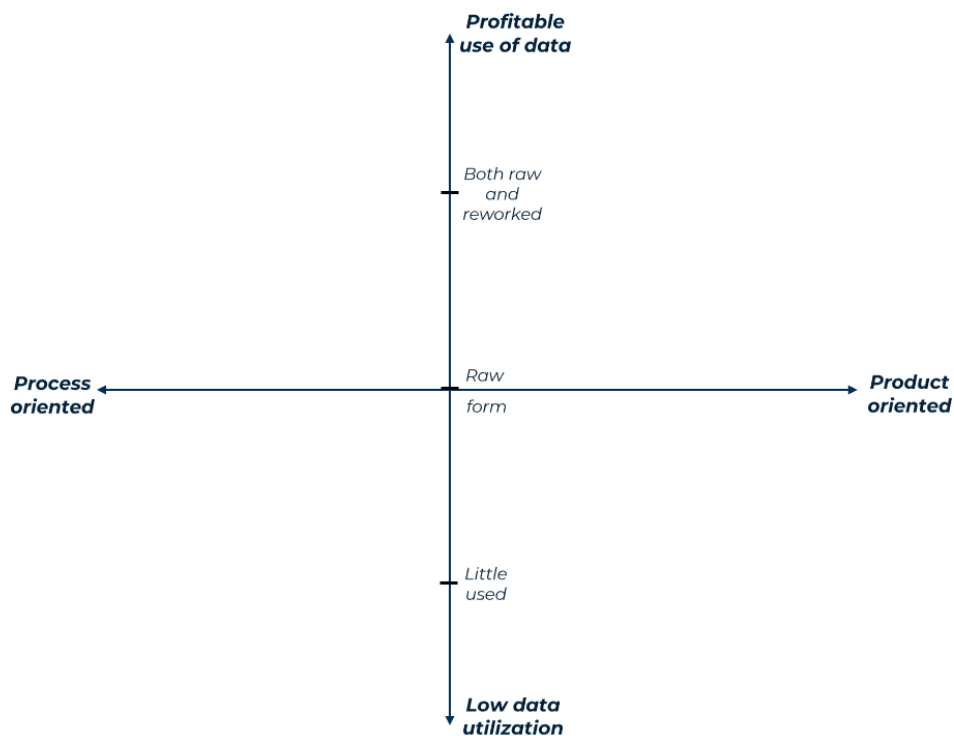 Profitable
use of data
Both raw
and
reworked
Raw
form
Process
oriented
Product
oriented
Little
used
Low data
utilization